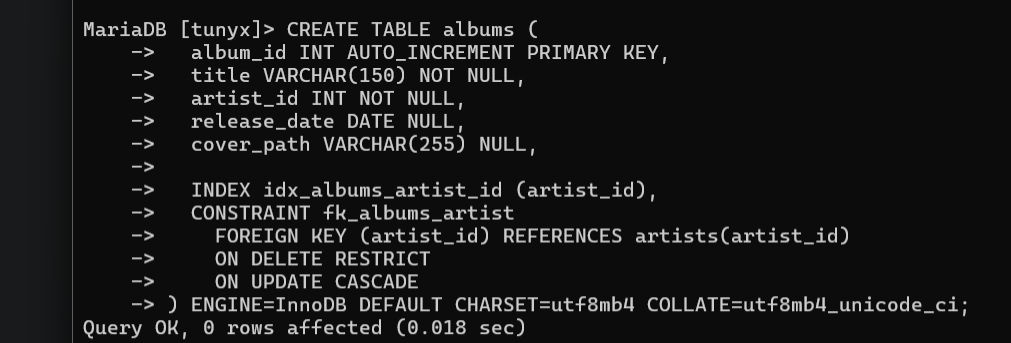 MariaDB [tunyx]> CREATE TABLE albums (
    ->   album_id INT AUTO_INCREMENT PRIMARY KEY,
    ->   title VARCHAR(150) NOT NULL,
    ->   artist_id INT NOT NULL,
    ->   release_date DATE NULL,
    ->   cover_path VARCHAR(255) NULL,
    ->
    ->   INDEX idx_albums_artist_id (artist_id),
    ->   CONSTRAINT fk_albums_artist
    ->     FOREIGN KEY (artist_id) REFERENCES artists(artist_id)
    ->     ON DELETE RESTRICT
    ->     ON UPDATE CASCADE
    -> ) ENGINE=InnoDB DEFAULT CHARSET=utf8mb4 COLLATE=utf8mb4_unicode_ci;
Query OK, 0 rows affected (0.018 sec)